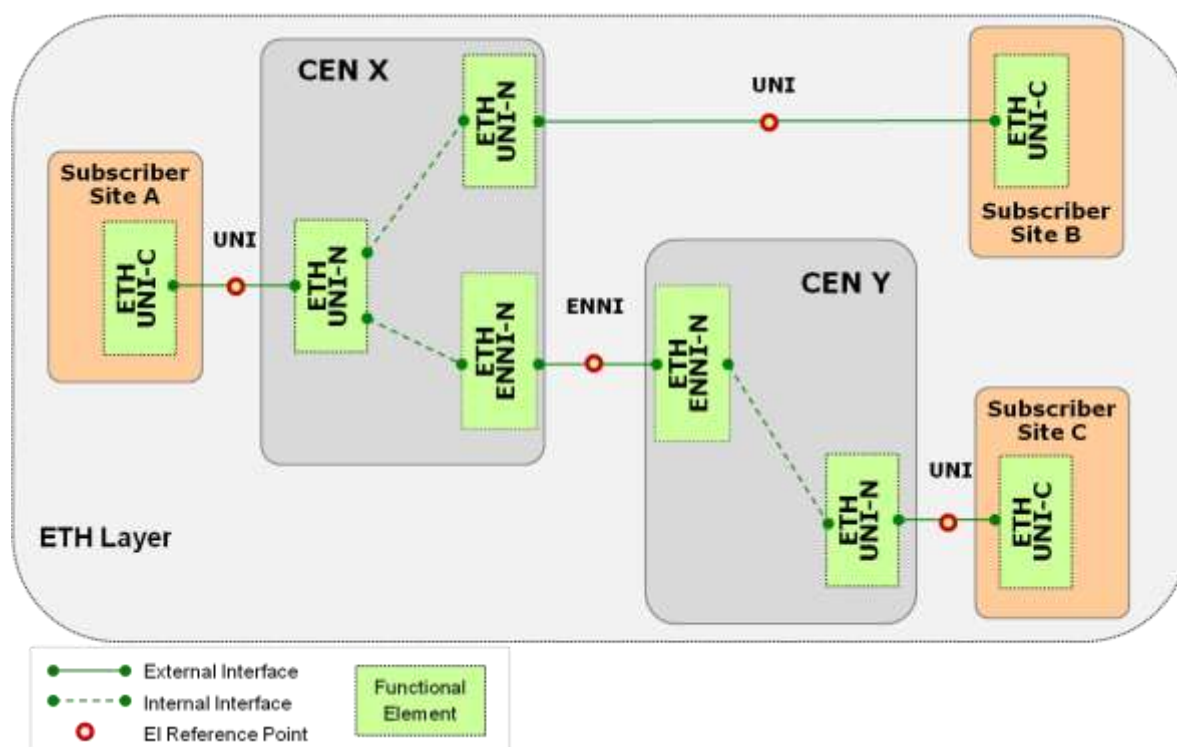 CEN X
ETH
UNI-N
UNI
ETH
UNI-C
Subscriber
Site B
Subscriber
Site A
ETH
UNI-C
UNI
ETH
UNI-N
ETH
ENNI-N
ENNI
CEN Y
ETH
ENNI-N
ETH
UNI-N
UNI
Subscriber
Site C
ETH
UNI-C
ETH Layer
External Interface
Internal Interface
EI Reference Point
Functional
Element